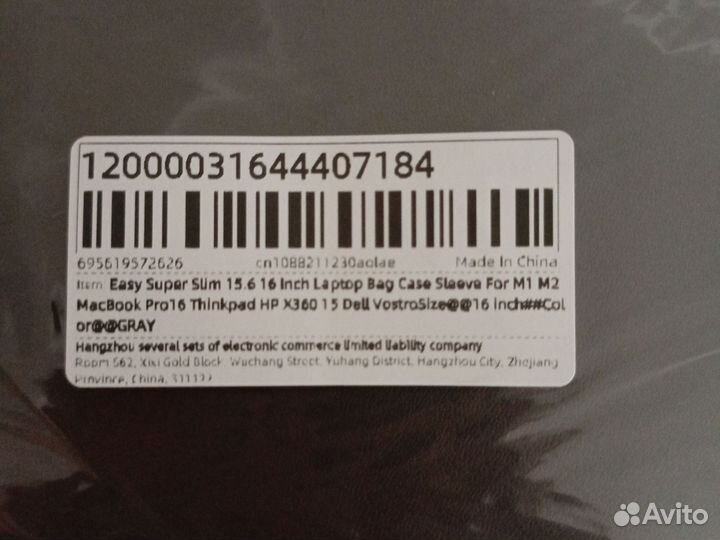 12000031644407184
695619572626 cn1088211230aolae Made In China
Item: Easy Super Slim 15.6 16 Inch Laptop Bag Case Sleeve For M1 M2
MacBook Pro16 Thinkpad HP X360 15 Dell VostroSize@@16 inch##Col
or@@GRAY
Hangzhou several sets of electronic commerce limited liability company
Room 562, Xixi Gold Block, Wuchang Street, Yuhang District, Hangzhou City, Zhejiang
Province, China, 311122
Avito